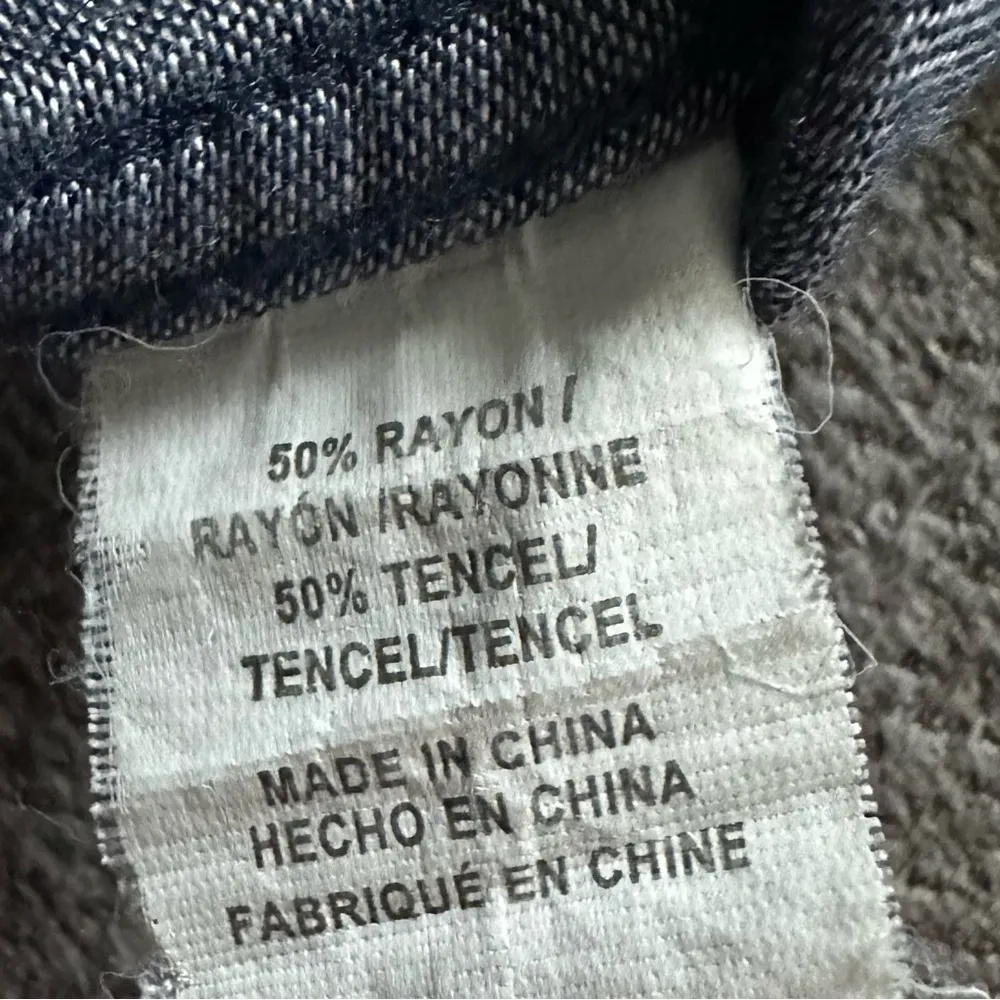 50% RAYON /
RAYÓN /RAYONNE
50% TENCEL/
TENCEL/TENCEL
MADE IN CHINA
HECHO EN CHINA
FABRIQUÉ EN CHINE